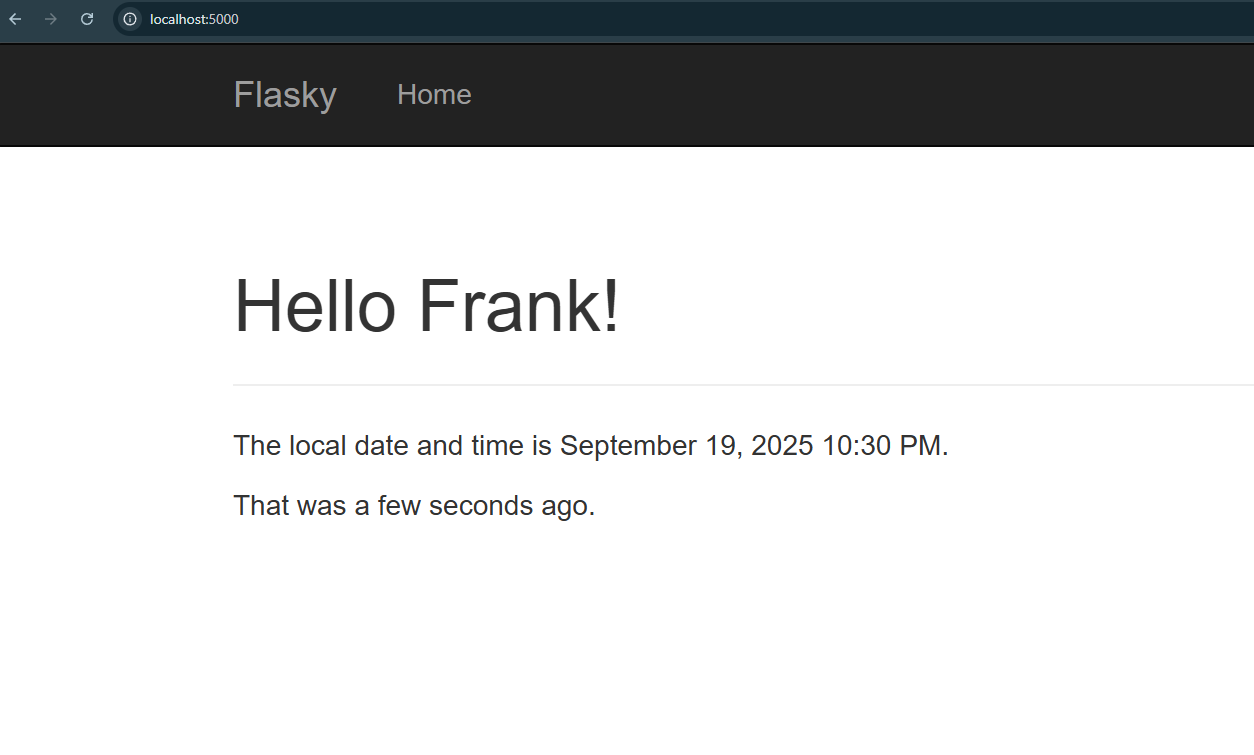 localhost:5000
Flasky Home
Hello Frank!
The local date and time is September 19, 2025 10:30 PM.
That was a few seconds ago.